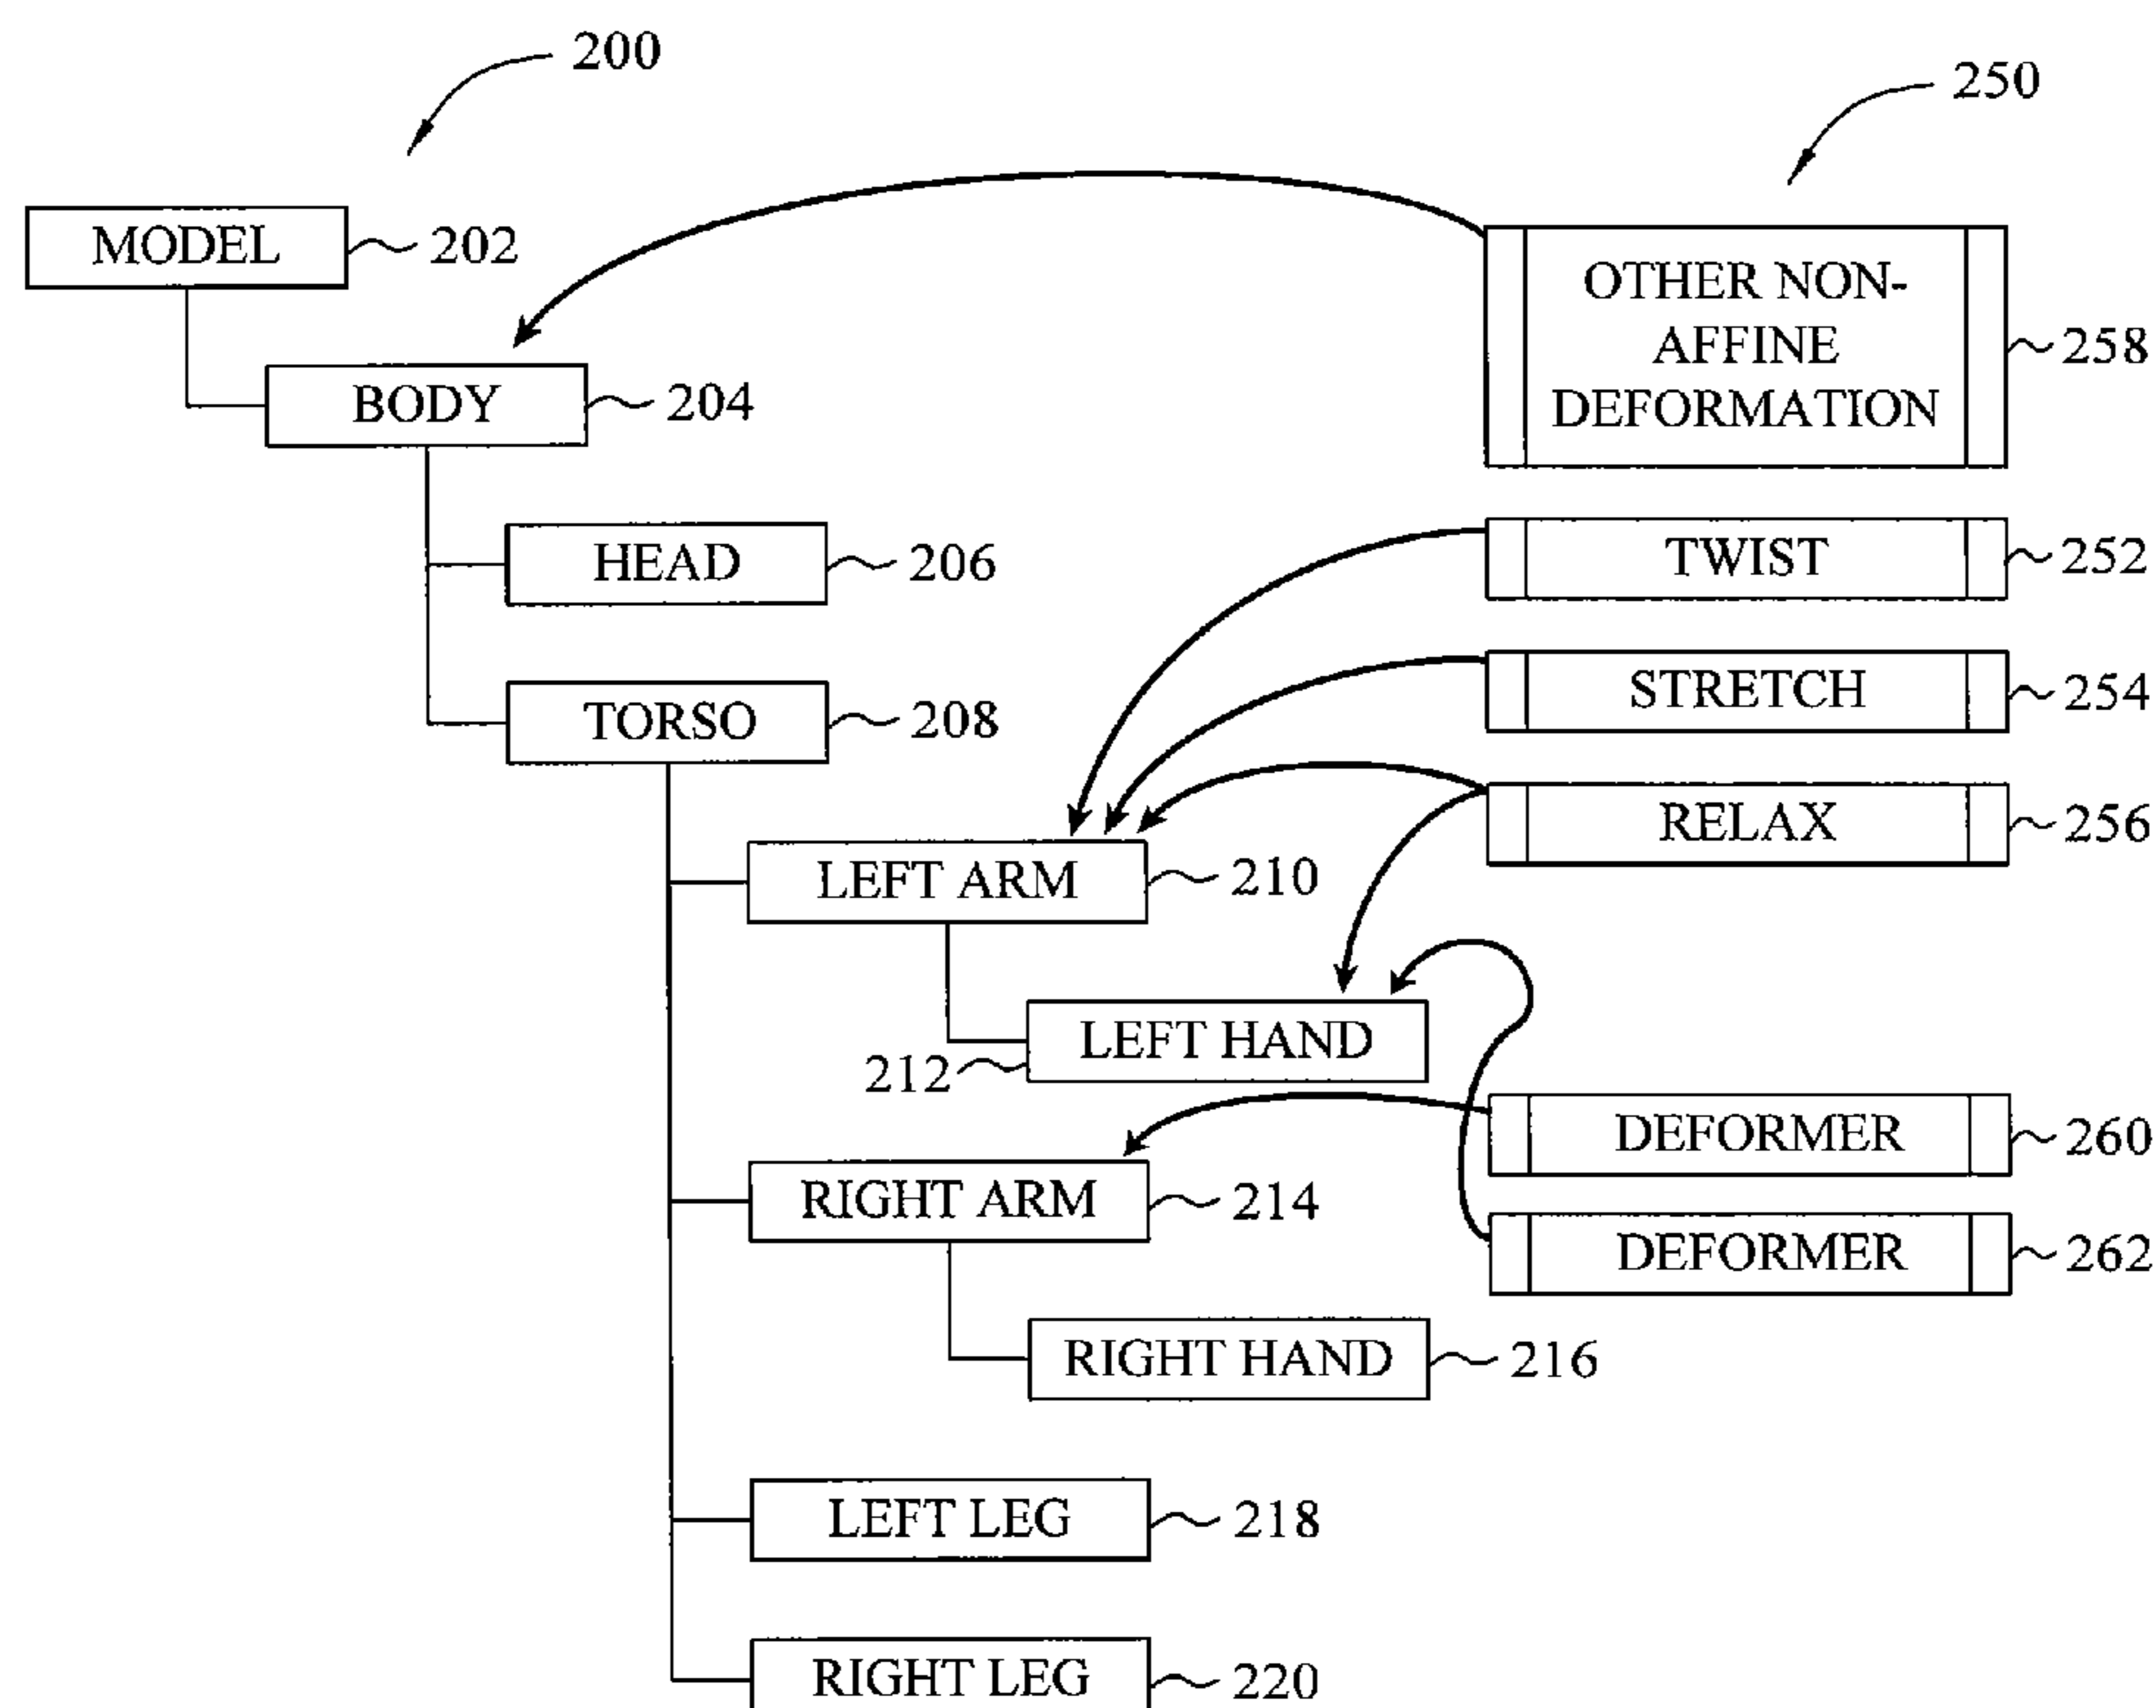 200
250
MODEL
202
OTHER NON-
AFFINE
DEFORMATION
258
BODY
204
HEAD
206
TWIST
252
TORSO
208
STRETCH
254
RELAX
256
LEFT ARM
210
LEFT HAND
212
DEFORMER
260
RIGHT ARM
214
DEFORMER
262
RIGHT HAND
216
LEFT LEG
218
RIGHT LEG
220